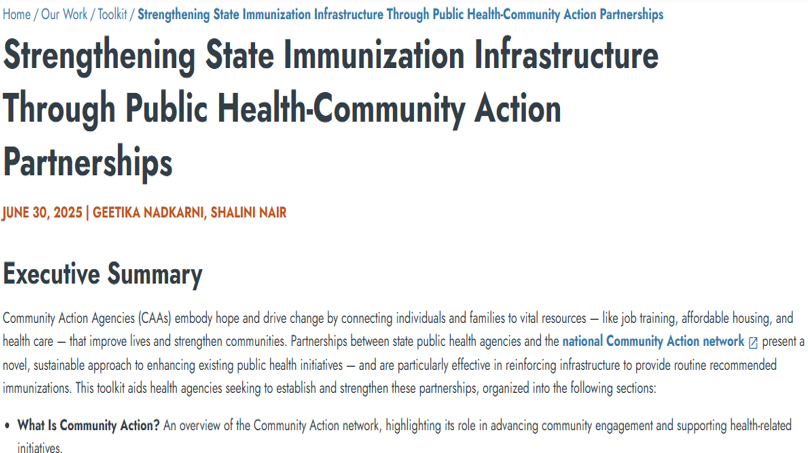 Home / Our Work / Toolkit / Strengthening State Immunization Infrastructure Through Public Health-Community Action Partnerships
Strengthening State Immunization Infrastructure
Through Public Health-Community Action
Partnerships
JUNE 30, 2025 | GEETIKA NADKARNI, SHALINI NAIR
Executive Summary
Community Action Agencies (CAAs) embody hope and drive change by connecting individuals and families to vital resources — like job training, affordable housing, and
health care — that improve lives and strengthen communities. Partnerships between state public health agencies and the national Community Action network present a
novel, sustainable approach to enhancing existing public health initiatives — and are particularly effective in reinforcing infrastructure to provide routine recommended
immunizations. This toolkit aids health agencies seeking to establish and strengthen these partnerships, organized into the following sections:
• What Is Community Action? An overview of the Community Action network, highlighting its role in advancing community engagement and supporting health-related
initiatives.